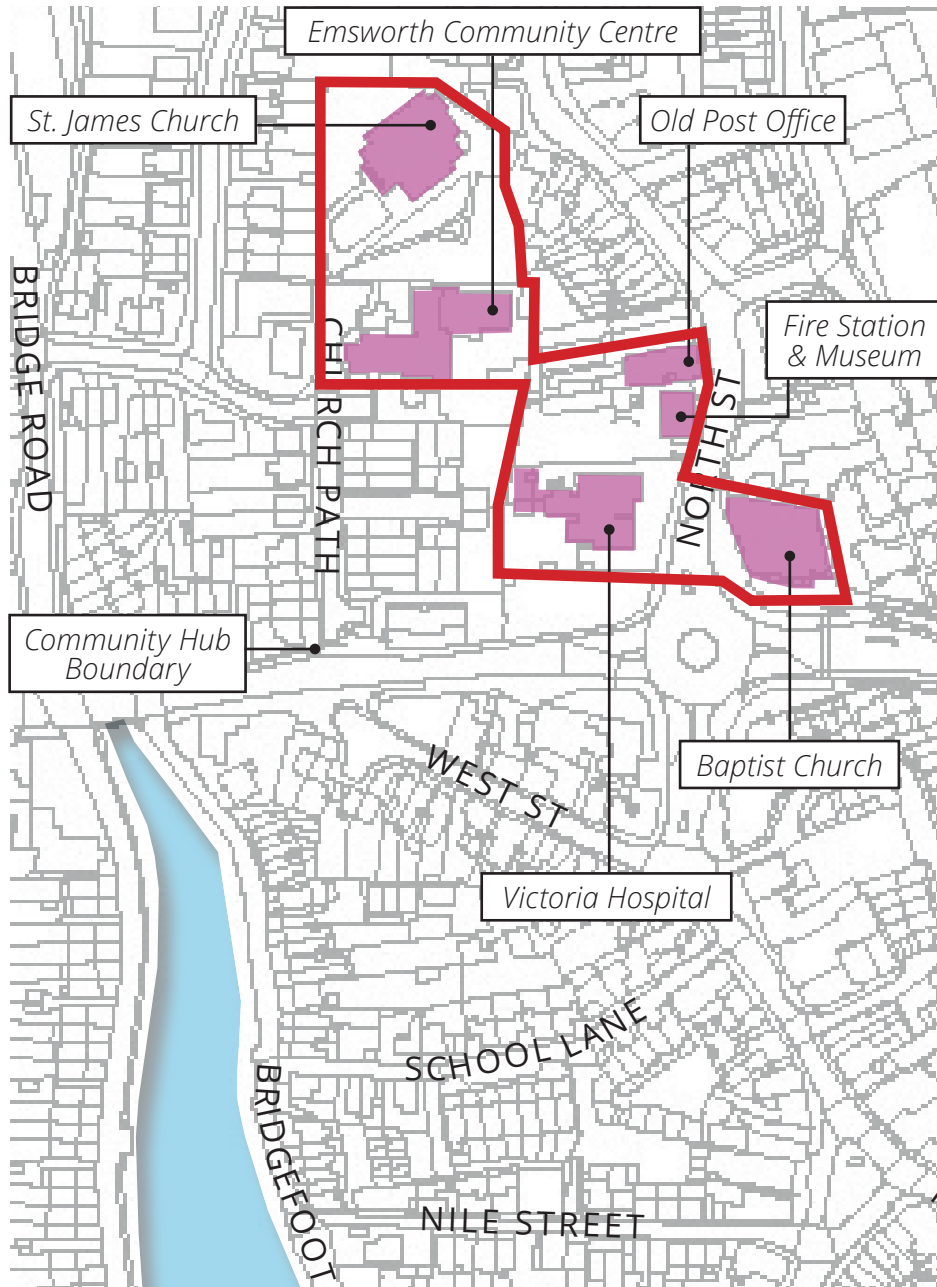 Emsworth Community Centre
St. James Church
Old Post Office
Fire Station
& Museum
BRIDGE ROAD
CHURCH PATH
NORTH ST
Community Hub
Boundary
Baptist Church
WEST ST
Victoria Hospital
SCHOOL LANE
BRIDGEFOOT
NILE STREET